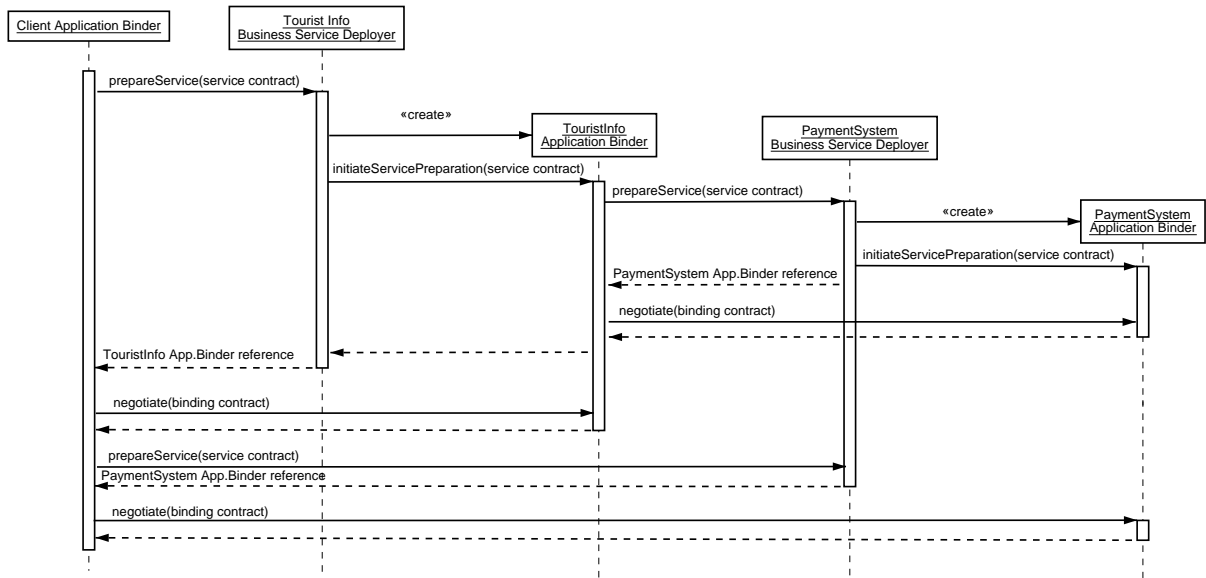 Client Application Binder
Tourist Info
Business Service Deployer
prepareService(service contract)
«create»
TouristInfo
Application Binder
PaymentSystem
Business Service Deployer
initiateServicePreparation(service contract)
prepareService(service contract)
«create»
PaymentSystem
Application Binder
initiateServicePreparation(service contract)
PaymentSystem App.Binder reference
negotiate(binding contract)
TouristInfo App.Binder reference
negotiate(binding contract)
prepareService(service contract)
PaymentSystem App.Binder reference
negotiate(binding contract)